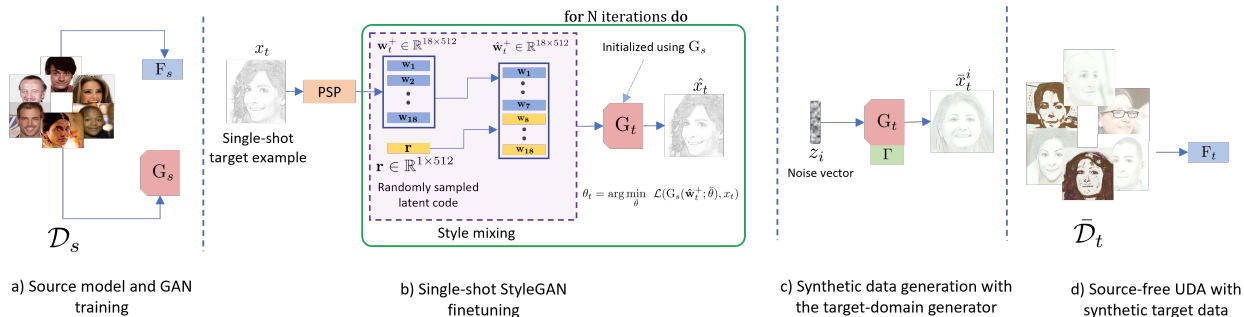 for N iterations do
F_s
G_s
𝒟_s
a) Source model and GAN
training
x_t
Single-shot
target example
PSP
w_t^+ ∈ ℝ^{18×512}
w_1
w_2
w_18
r
r ∈ ℝ^{1×512}
Randomly sampled
latent code
ŵ_t^+ ∈ ℝ^{18×512}
w_1
w_7
w_8
w_18
Style mixing
Initialized using G_s
G_t
x̂_t
θ_t = arg min_θ̄ ℒ(G_s(ŵ_t^+; θ̄), x_t)
b) Single-shot StyleGAN
finetuning
z_i
Noise vector
G_t
Γ
x̄_t^i
c) Synthetic data generation with
the target-domain generator
𝒟̄_t
F_t
d) Source-free UDA with
synthetic target data